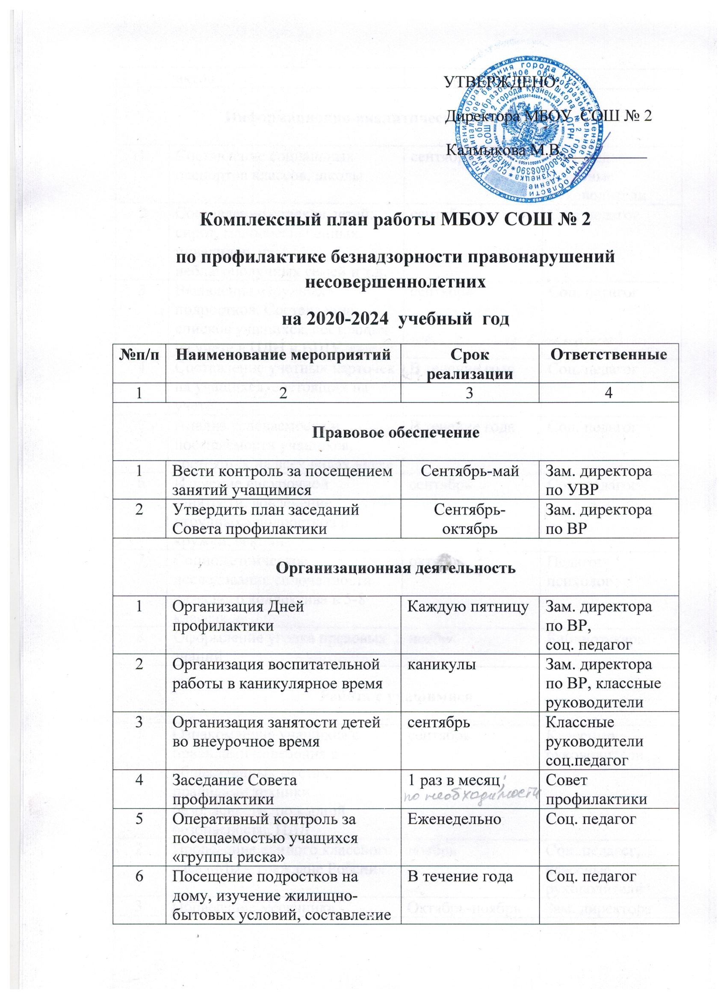 УТВЕРЖДЕНО:
Директора МБОУ СОШ № 2
Калмыкова М.В.
Комплексный план работы МБОУ СОШ № 2
по профилактике безнадзорности правонарушений
несовершеннолетних
на 2020-2024 учебный год
№п/п Наименование мероприятий Срок Ответственные
реализации
1 2 3 4
Правовое обеспечение
1 Вести контроль за посещением Сентябрь-май Зам. директора
занятий учащимися по УВР
2 Утвердить план заседаний Сентябрь- Зам. директора
Совета профилактики октябрь по ВР
Организационная деятельность
1 Организация Дней Каждую пятницу Зам. директора
профилактики по ВР,
соц. педагог
2 Организация воспитательной каникулы Зам. директора
работы в каникулярное время по ВР, классные
руководители
3 Организация занятости детей сентябрь Классные
во внеурочное время руководители
соц.педагог
4 Заседание Совета 1 раз в месяц; Совет
профилактики по необходимости профилактики
5 Оперативный контроль за Еженедельно Соц. педагог
посещаемостью учащихся
«группы риска»
6 Посещение подростков на В течение года Соц. педагог
дому, изучение жилищно-
бытовых условий, составление